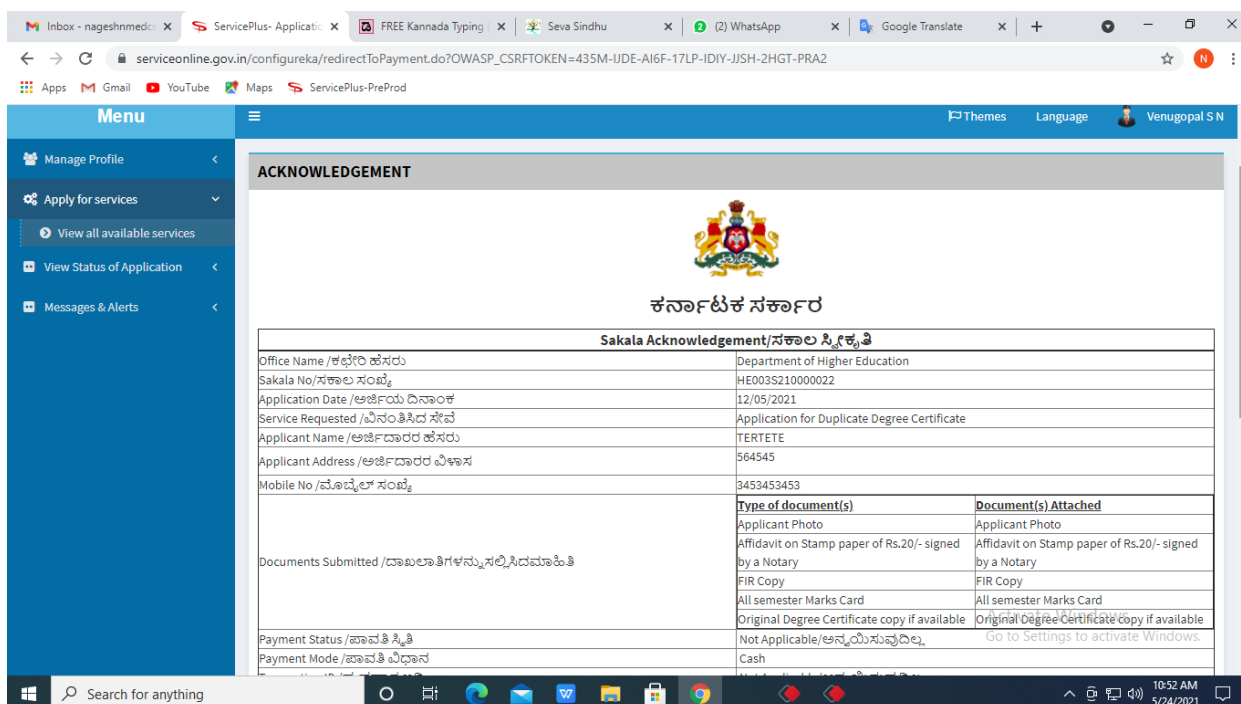 Inbox - nageshnmedc
ServicePlus- Applicatic
FREE Kannada Typing
Seva Sindhu
(2) WhatsApp
Google Translate
serviceonline.gov.in/configureka/redirectToPayment.do?OWASP_CSRFTOKEN=435M-IJDE-AI6F-17LP-IDIY-JJSH-2HGT-PRA2
N
Apps Gmail YouTube Maps ServicePlus-PreProd
Menu
Themes Language Venugopal S N
Manage Profile
Apply for services
View all available services
View Status of Application
Messages & Alerts
ACKNOWLEDGEMENT
ಕರ್ನಾಟಕ ಸರ್ಕಾರ
Sakala Acknowledgement/ಸಕಾಲ ಸ್ವೀಕೃತಿ
Office Name /ಕಛೇರಿ ಹೆಸರು Department of Higher Education
Sakala No/ಸಕಾಲ ಸಂಖ್ಯೆ HE003S210000022
Application Date /ಅರ್ಜಿಯ ದಿನಾಂಕ 12/05/2021
Service Requested /ವಿನಂತಿಸಿದ ಸೇವೆ Application for Duplicate Degree Certificate
Applicant Name /ಅರ್ಜಿದಾರರ ಹೆಸರು TERTETE
Applicant Address /ಅರ್ಜಿದಾರರ ವಿಳಾಸ 564545
Mobile No /ಮೊಬೈಲ್ ಸಂಖ್ಯೆ 3453453453
Documents Submitted /ದಾಖಲಾತಿಗಳನ್ನು ಸಲ್ಲಿಸಿದಮಾಹಿತಿ
Type of document(s) Document(s) Attached
Applicant Photo Applicant Photo
Affidavit on Stamp paper of Rs.20/- signed by a Notary Affidavit on Stamp paper of Rs.20/- signed by a Notary
FIR Copy FIR Copy
All semester Marks Card All semester Marks Card
Original Degree Certificate copy if available Original Degree Certificate copy if available
Payment Status /ಪಾವತಿ ಸ್ಥಿತಿ Not Applicable/ಅನ್ವಯಿಸುವುದಿಲ್ಲ
Payment Mode /ಪಾವತಿ ವಿಧಾನ Cash
Activate Windows
Go to Settings to activate Windows.
Search for anything
10:52 AM
5/24/2021